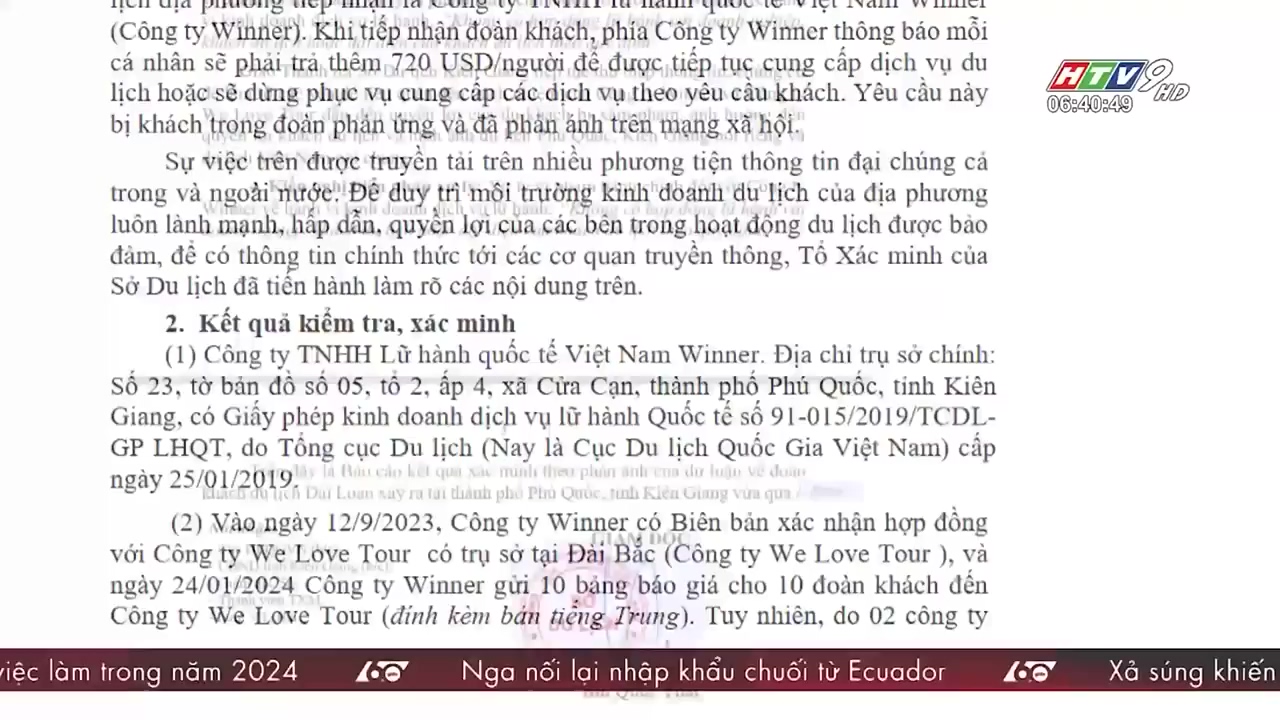 lịch địa phương tiếp nhận là Công ty TNHH lữ hành quốc tế Việt Nam Winner
(Công ty Winner). Khi tiếp nhận đoàn khách, phía Công ty Winner thông báo mỗi
cá nhân sẽ phải trả thêm 720 USD/người để được tiếp tục cung cấp dịch vụ du
lịch hoặc sẽ dừng phục vụ cung cấp các dịch vụ theo yêu cầu khách. Yêu cầu này
bị khách trong đoàn phản ứng và đã phản ánh trên mạng xã hội.
HTV9 HD
06:40:49
Sự việc trên được truyền tải trên nhiều phương tiện thông tin đại chúng cả
trong và ngoài nước. Để duy trì môi trường kinh doanh du lịch của địa phương
luôn lành mạnh, hấp dẫn, quyền lợi của các bên trong hoạt động du lịch được bảo
đảm, để có thông tin chính thức tới các cơ quan truyền thông, Tổ Xác minh của
Sở Du lịch đã tiến hành làm rõ các nội dung trên.
2. Kết quả kiểm tra, xác minh
(1) Công ty TNHH Lữ hành quốc tế Việt Nam Winner. Địa chỉ trụ sở chính:
Số 23, tờ bản đồ số 05, tổ 2, ấp 4, xã Cửa Cạn, thành phố Phú Quốc, tỉnh Kiên
Giang, có Giấy phép kinh doanh dịch vụ lữ hành Quốc tế số 91-015/2019/TCDL-
GP LHQT, do Tổng cục Du lịch (Nay là Cục Du lịch Quốc Gia Việt Nam) cấp
ngày 25/01/2019.
(2) Vào ngày 12/9/2023, Công ty Winner có Biên bản xác nhận hợp đồng
với Công ty We Love Tour có trụ sở tại Đài Bắc (Công ty We Love Tour ), và
ngày 24/01/2024 Công ty Winner gửi 10 bảng báo giá cho 10 đoàn khách đến
Công ty We Love Tour (đính kèm bản tiếng Trung). Tuy nhiên, do 02 công ty
việc làm trong năm 2024 60 Nga nối lại nhập khẩu chuối từ Ecuador 60 Xả súng khiến